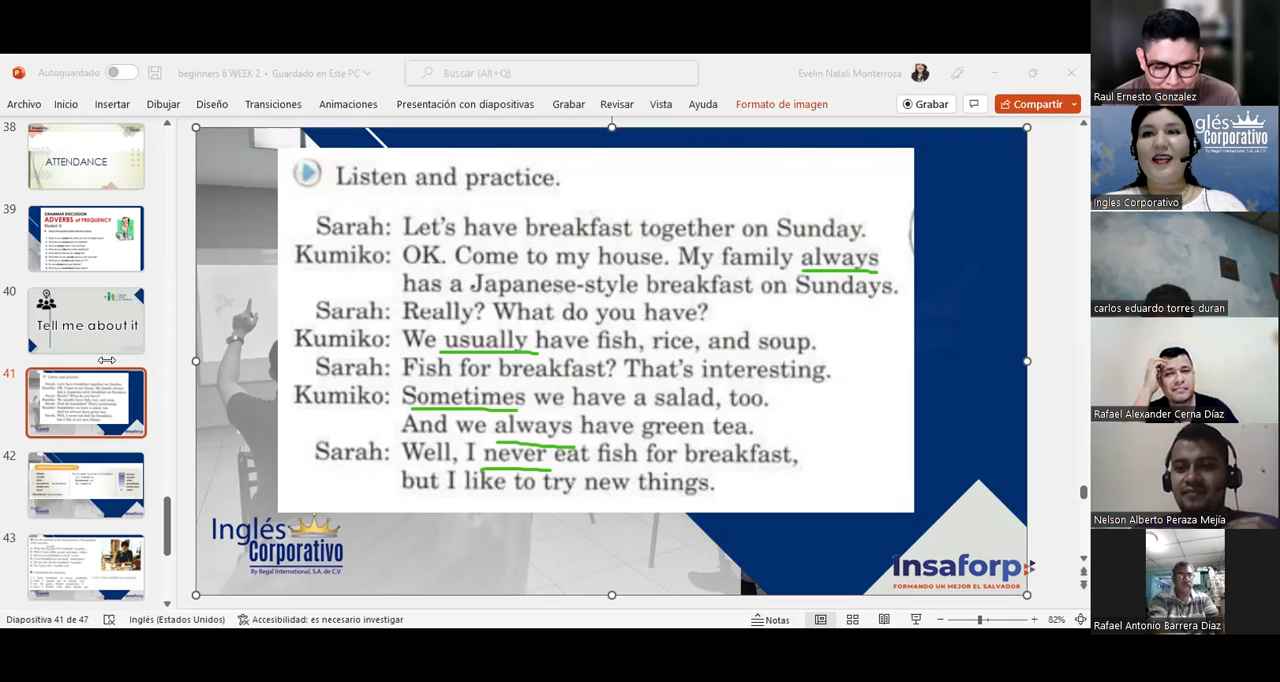 Autoguardado
beginners 6 WEEK 2 • Guardado en Este PC
Buscar (Alt+Q)
Evelin Natali Monterroza
Archivo Inicio Insertar Dibujar Diseño Transiciones Animaciones Presentación con diapositivas Grabar Revisar Vista Ayuda Formato de imagen
Grabar
Compartir
38
ATTENDANCE
39
GRAMMAR DISCUSSION
ADVERBS of FREQUENCY
40
Tell me about it
41
42
43
Listen and practice.
Sarah: Let's have breakfast together on Sunday.
Kumiko: OK. Come to my house. My family always
has a Japanese-style breakfast on Sundays.
Sarah: Really? What do you have?
Kumiko: We usually have fish, rice, and soup.
Sarah: Fish for breakfast? That's interesting.
Kumiko: Sometimes we have a salad, too.
And we always have green tea.
Sarah: Well, I never eat fish for breakfast,
but I like to try new things.
Inglés
Corporativo
By Regal International, S.A. de C.V.
Insaforp
FORMANDO UN MEJOR EL SALVADOR
Diapositiva 41 de 47
Inglés (Estados Unidos)
Accesibilidad: es necesario investigar
Notas
82%
Raul Ernesto Gonzalez
glés
Corporativo
By Regal International, S.A. de C.V.
Ingles Corporativo
carlos eduardo torres duran
Rafael Alexander Cerna Díaz
Nelson Alberto Peraza Mejía
Rafael Antonio Barrera Diaz